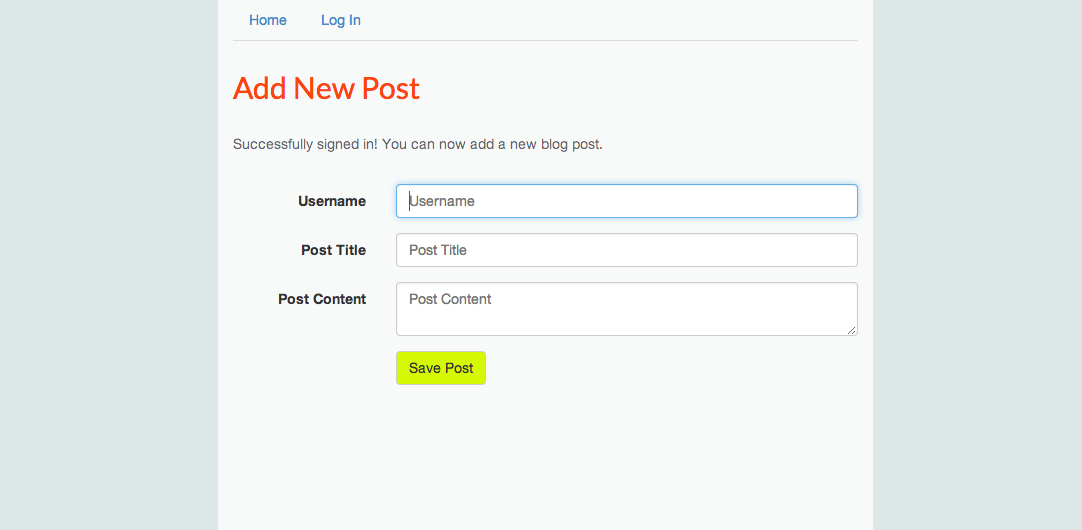 Home Log In
Add New Post
Successfully signed in! You can now add a new blog post.
Username Username
Post Title Post Title
Post Content Post Content
Save Post